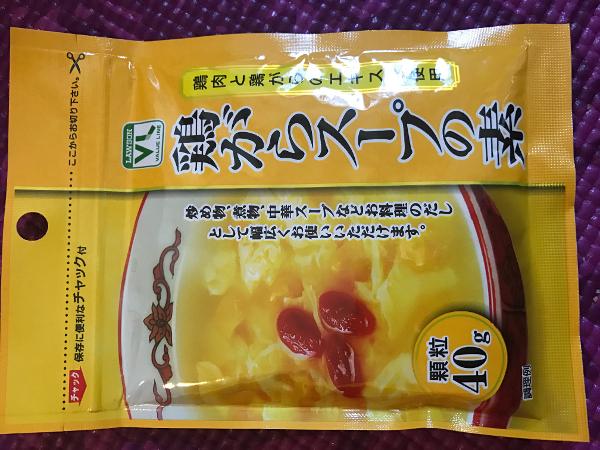 ここからお切り下さい。
保存に便利なチャック付
チャック
LAWSON
VL
VALUE LINE
鶏肉と鶏がらのエキス 使用
鶏がらスープの素
炒め物、煮物、中華スープなどお料理のだし
として幅広くお使いいただけます。
顆粒
40g
調理例